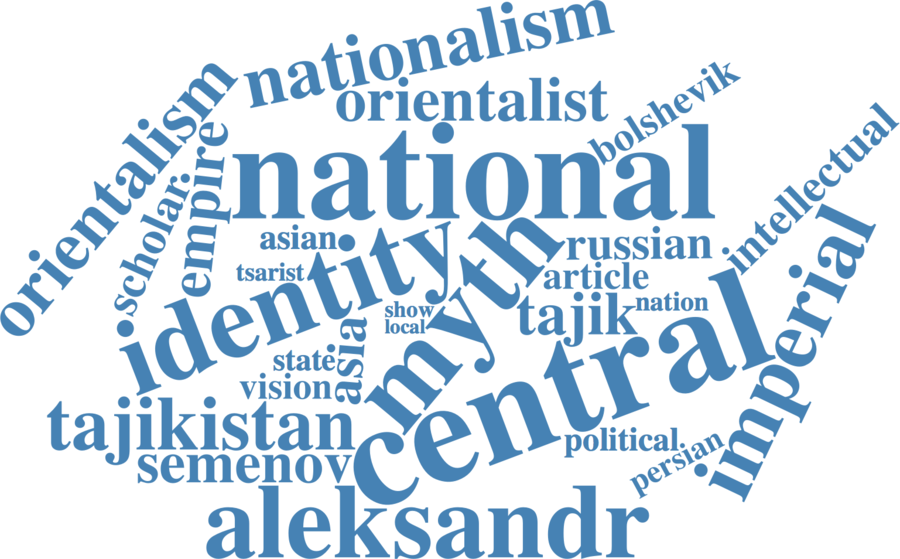 nationalism
orientalist
bolshevik
orientalism
scholar
empire
national
intellectual
asian
identity
myth
russian
tsarist
article
imperial
show
local
tajik
nation
central
state
asia
vision
tajikistan
political
semenov
persian
aleksandr